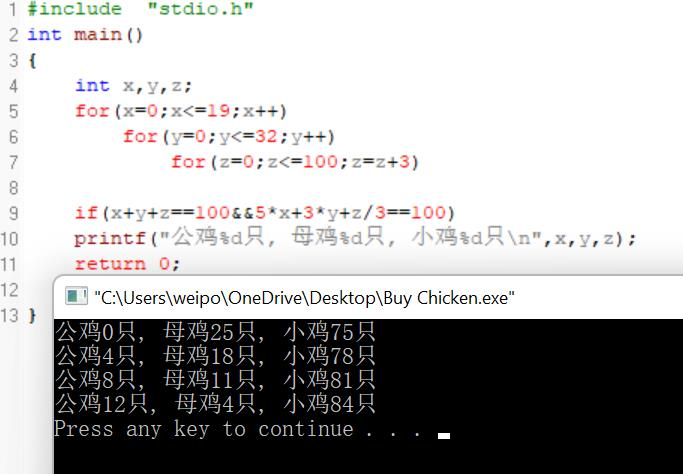 1 #include  "stdio.h"
2 int main()
3 {
4     int x,y,z;
5     for(x=0;x<=19;x++)
6         for(y=0;y<=32;y++)
7             for(z=0;z<=100;z=z+3)
8
9     if(x+y+z==100&&5*x+3*y+z/3==100)
10     printf("公鸡%d只, 母鸡%d只, 小鸡%d只\n",x,y,z);
11     return 0;
12
13 }
"C:\Users\weipo\OneDrive\Desktop\Buy Chicken.exe"
公鸡0只, 母鸡25只, 小鸡75只
公鸡4只, 母鸡18只, 小鸡78只
公鸡8只, 母鸡11只, 小鸡81只
公鸡12只, 母鸡4只, 小鸡84只
Press any key to continue . . .